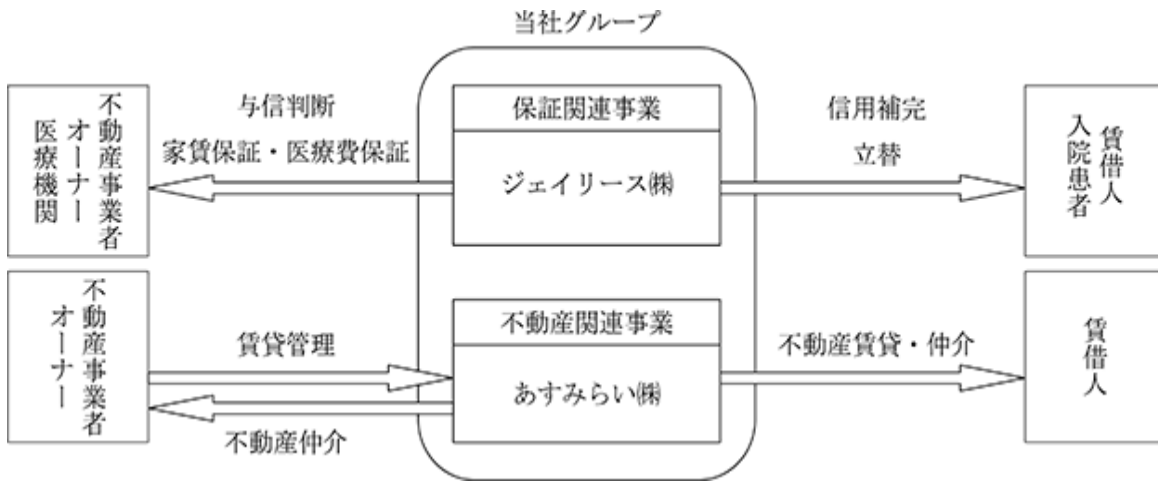 当社グループ
不動産事業者
オーナー
医療機関
与信判断
家賃保証・医療費保証
保証関連事業
ジェイリース㈱
信用補完
立替
賃借人
入院患者
不動産事業者
オーナー
賃貸管理
不動産仲介
不動産関連事業
あすみらい㈱
不動産賃貸・仲介
賃借人